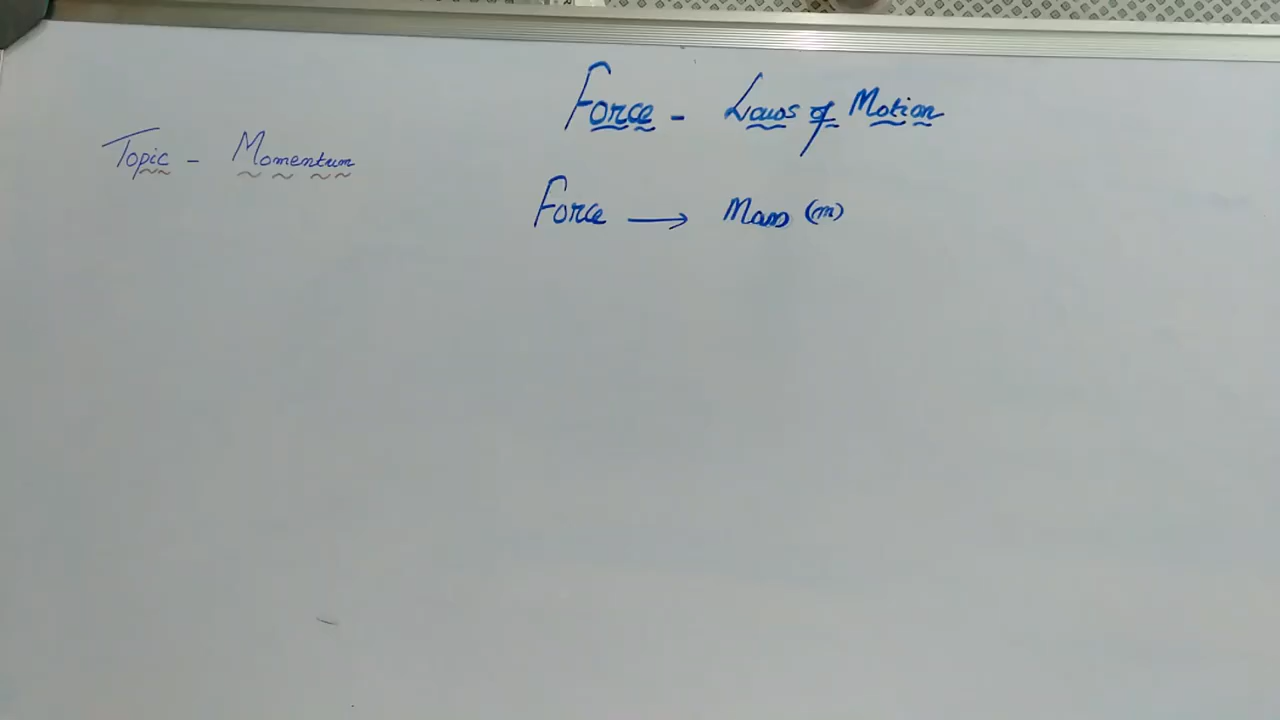 Force - Laws of Motion
Topic - Momentum
Force → Mass (m)